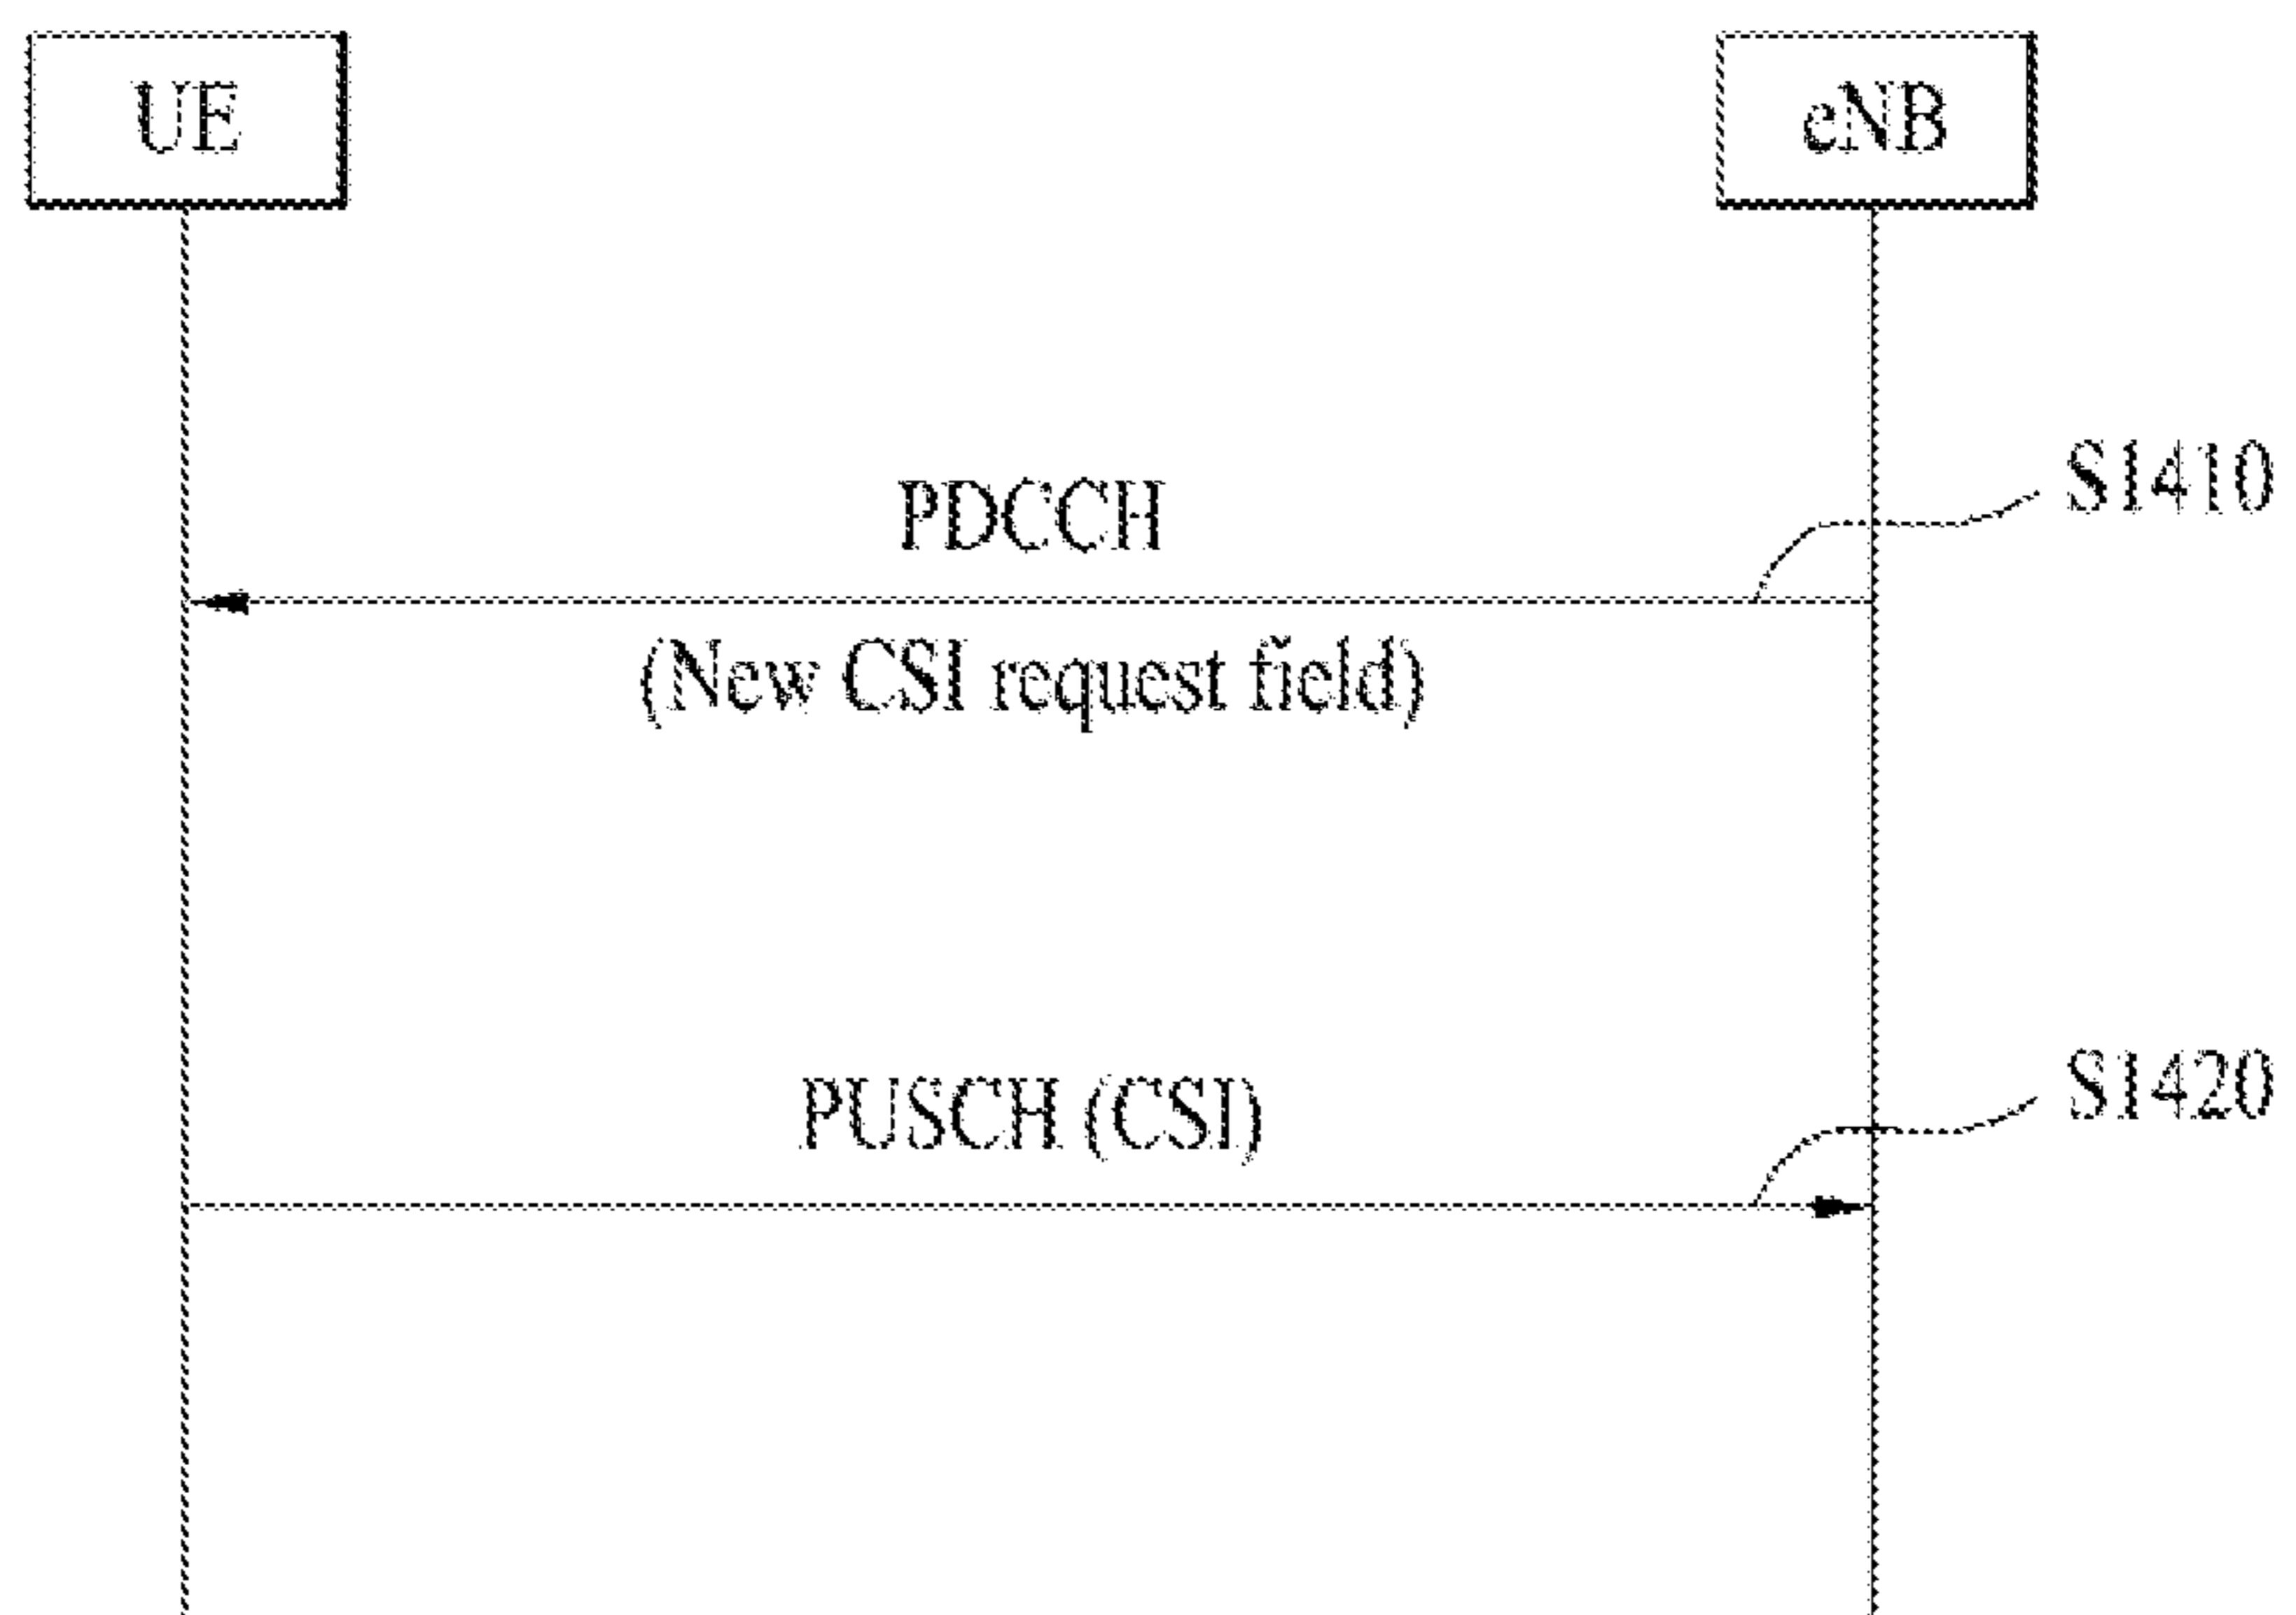 UE
eNB
S1410
PDCCH
(New CSI request field)
S1420
PUSCH (CSI)